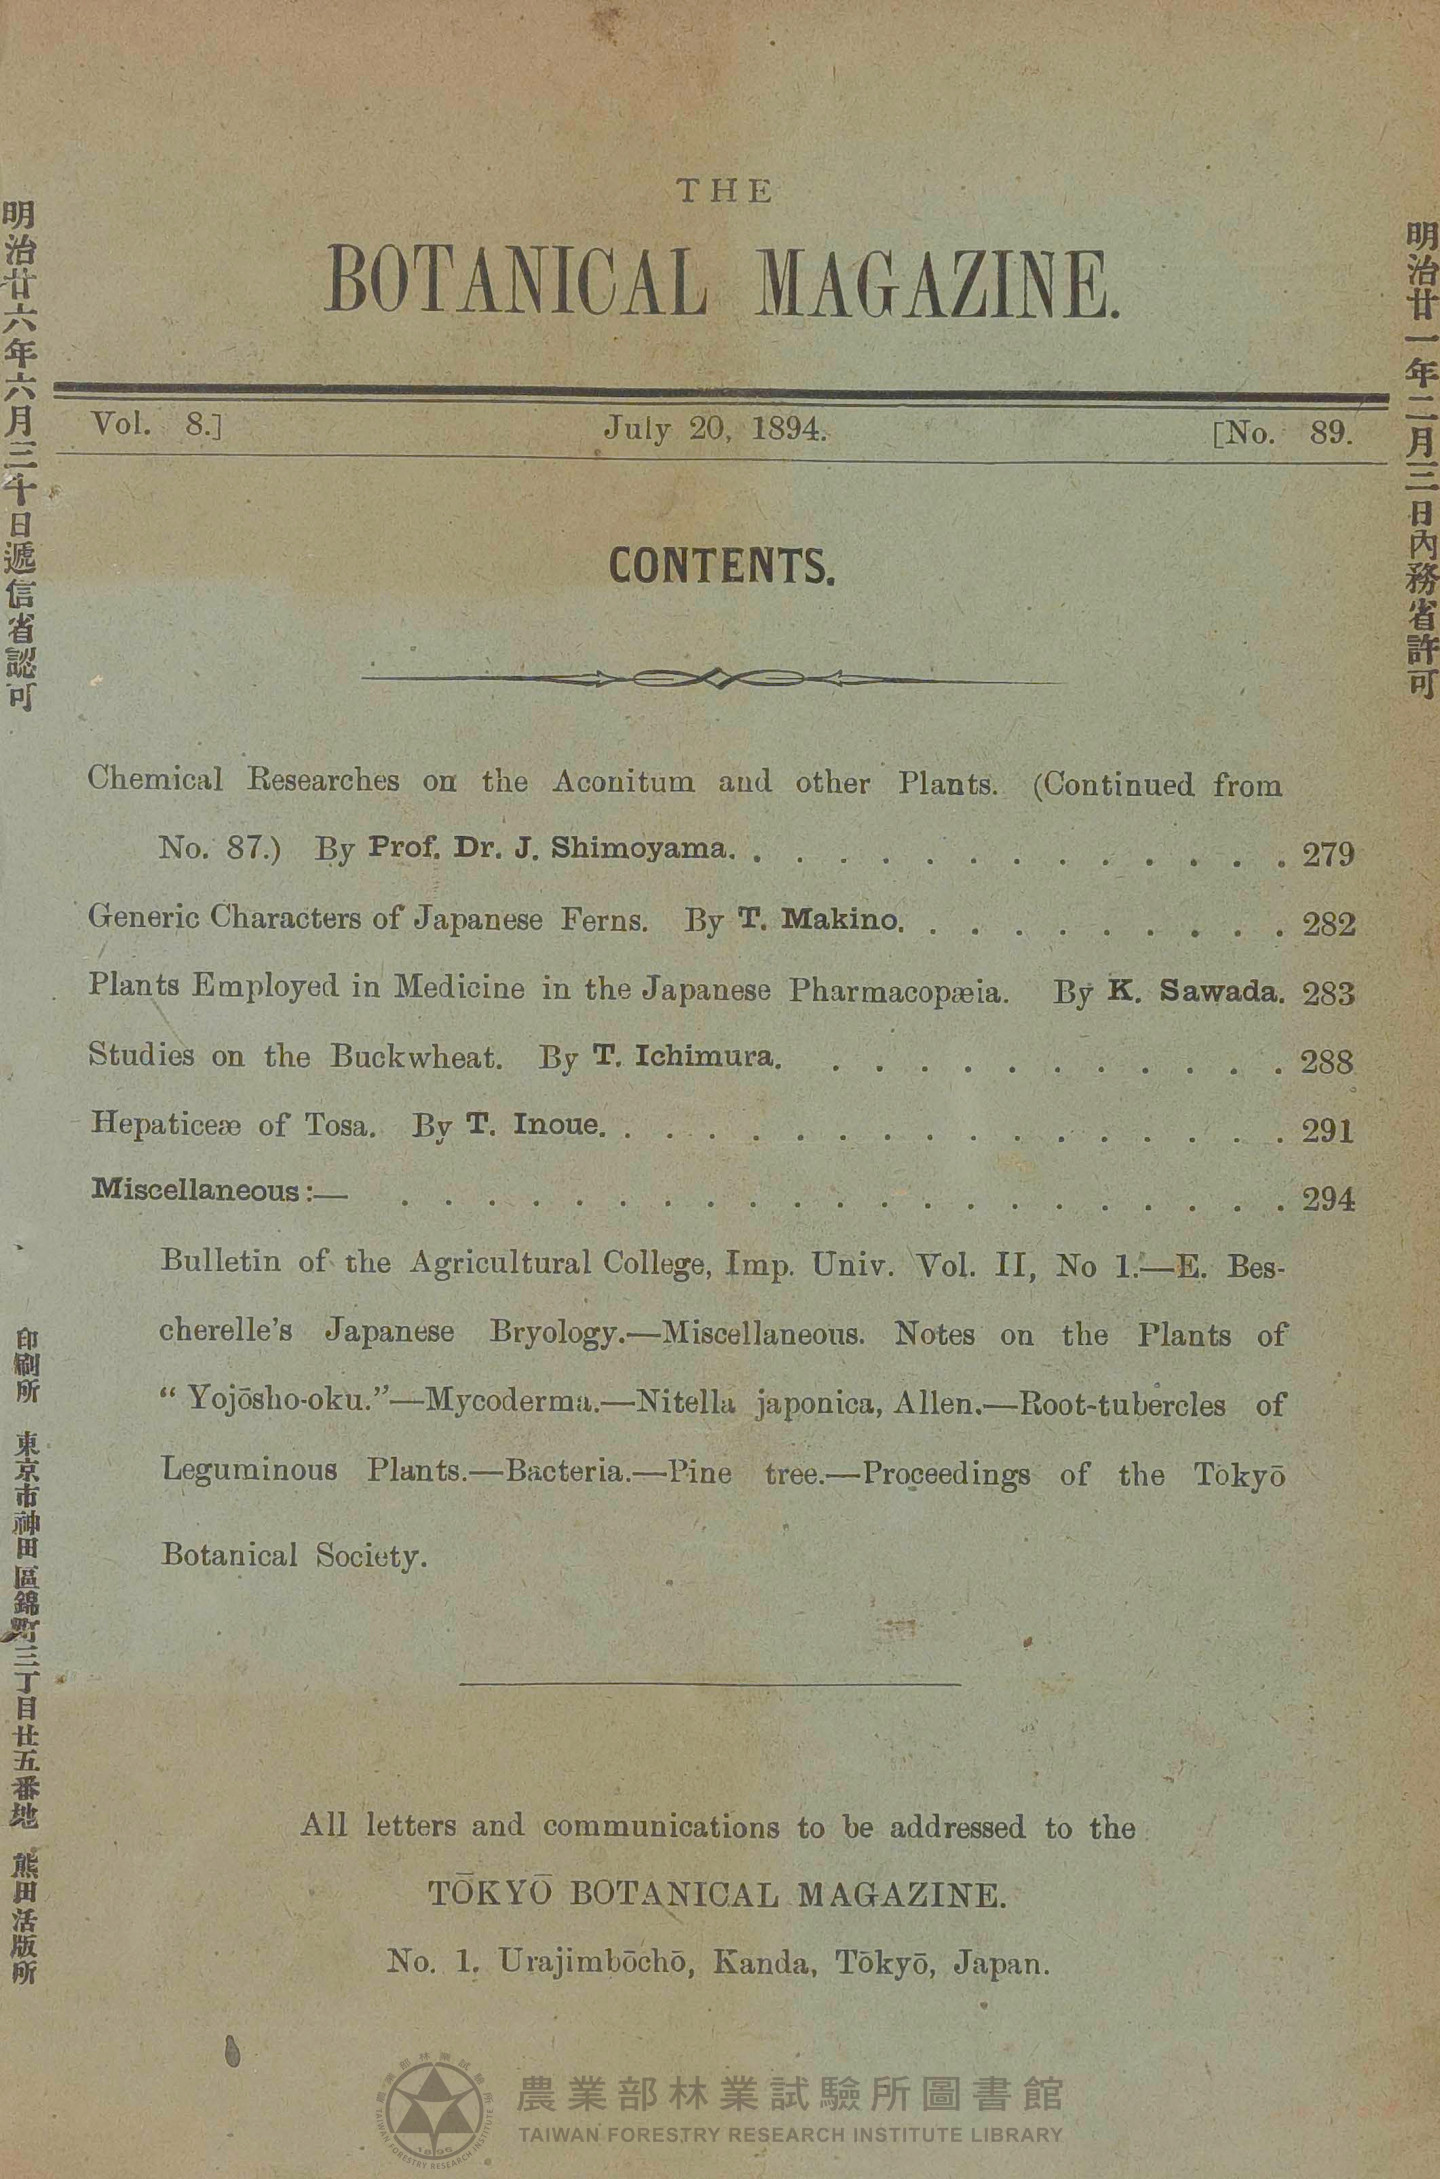 THE
BOTANICAL MAGAZINE.
Vol. 8.] July 20, 1894. [No. 89.
CONTENTS.
Chemical Researches on the Aconitum and other Plants. (Continued from
No. 87.) By Prof. Dr. J. Shimoyama. . . . . . . . . . . . . . 279
Generic Characters of Japanese Ferns. By T. Makino. . . . . . . . . . 282
Plants Employed in Medicine in the Japanese Pharmacopæia. By K. Sawada. 283
Studies on the Buckwheat. By T. Ichimura. . . . . . . . . . . . 288
Hepaticeæ of Tosa. By T. Inoue. . . . . . . . . . . . . . . . . 291
Miscellaneous:— . . . . . . . . . . . . . . . . . . . . . 294
Bulletin of the Agricultural College, Imp. Univ. Vol. II, No 1.—E. Bes-
cherelle's Japanese Bryology.—Miscellaneous. Notes on the Plants of
“ Yojōsho-oku.”—Mycoderma.—Nitella japonica, Allen.—Root-tubercles of
Leguminous Plants.—Bacteria.—Pine tree.—Proceedings of the Tokyō
Botanical Society.
All letters and communications to be addressed to the
TŌKYŌ BOTANICAL MAGAZINE.
No. 1. Urajimbōchō, Kanda, Tōkyō, Japan.
明治廿一年二月三日內務省許可
明治廿六年六月三十日遞信省認可
印刷所 東京市神田區錦町三丁目廿五番地 熊田活版所
農業部林業試驗所圖書館
TAIWAN FORESTRY RESEARCH INSTITUTE LIBRARY
TAIWAN FORESTRY RESEARCH INSTITUTE
1895